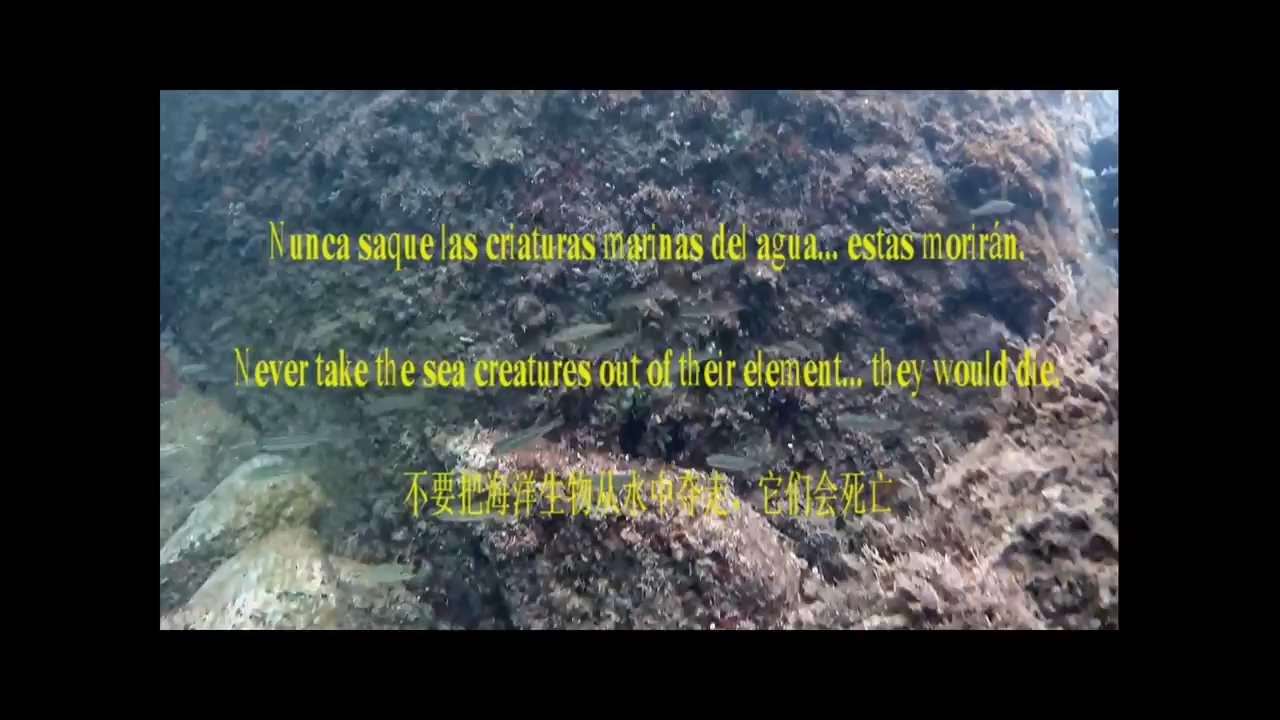 Nunca saque las criaturas marinas del agua... estas morirán.
Never take the sea creatures out of their element... they would die.
不要把海洋生物从水中夺走，它们会死亡